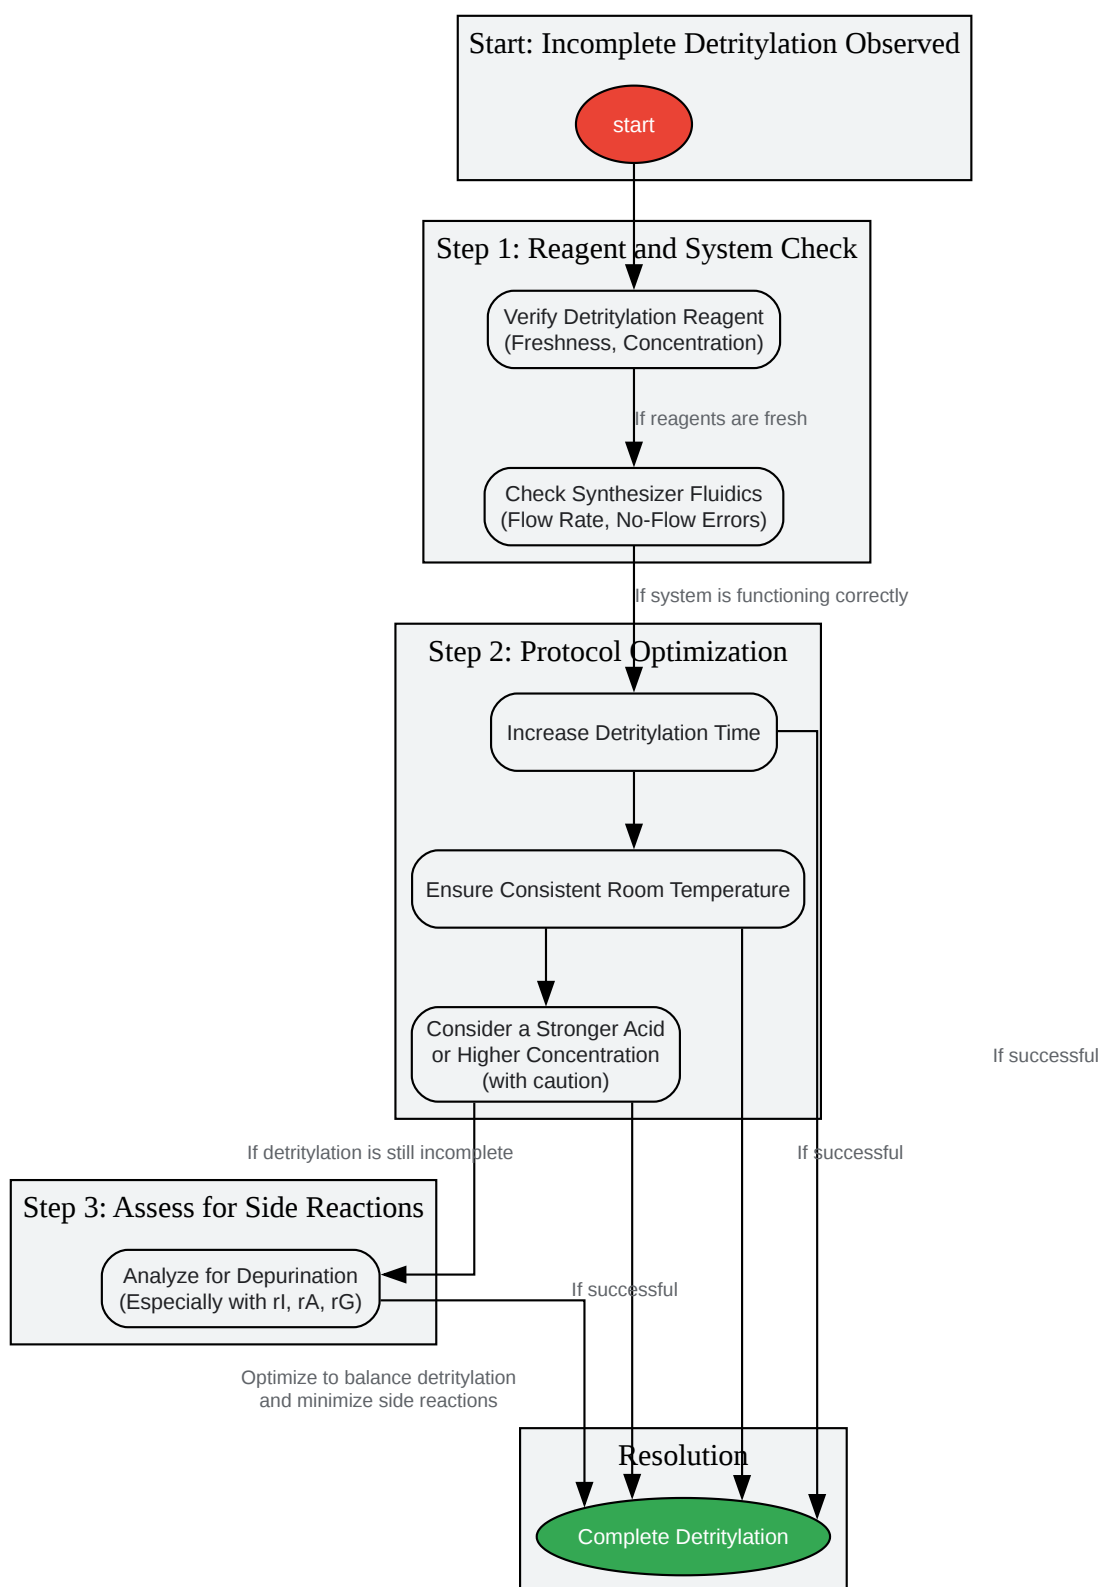 Start: Incomplete Detritylation Observed
start
Step 1: Reagent and System Check
Verify Detritylation Reagent
(Freshness, Concentration)
If reagents are fresh
Check Synthesizer Fluidics
(Flow Rate, No-Flow Errors)
If system is functioning correctly
Step 2: Protocol Optimization
Increase Detritylation Time
Ensure Consistent Room Temperature
Consider a Stronger Acid
or Higher Concentration
(with caution)
If successful
If detritylation is still incomplete
If successful
Step 3: Assess for Side Reactions
Analyze for Depurination
(Especially with rI, rA, rG)
If successful
Optimize to balance detritylation
and minimize side reactions
Resolution
Complete Detritylation